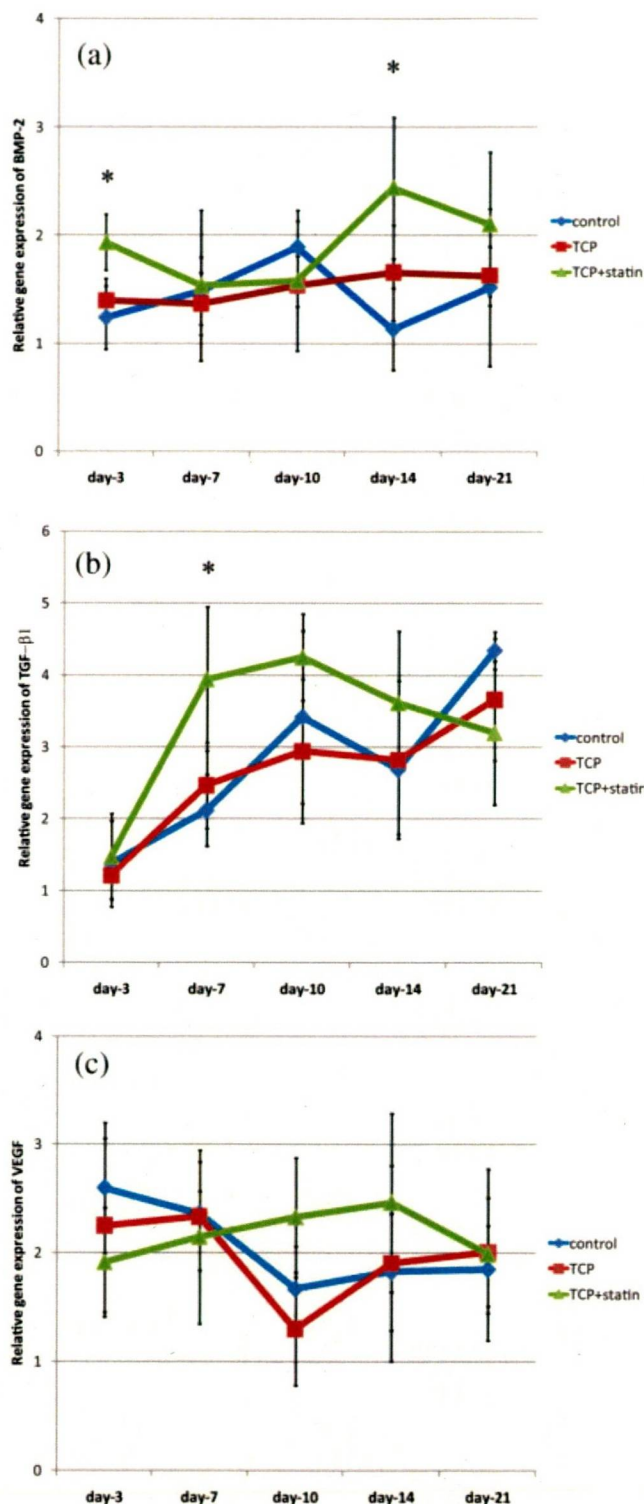 (a)
Relative gene expression of BMP-2
4
3
2
1
0
*
*
day-3 day-7 day-10 day-14 day-21
control
TCP
TCP+statin
(b)
Relative gene expression of TGF-β1
6
5
4
3
2
1
0
*
day-3 day-7 day-10 day-14 day-21
control
TCP
TCP+statin
(c)
Relative gene expression of VEGF
4
3
2
1
0
day-3 day-7 day-10 day-14 day-21
control
TCP
TCP+statin